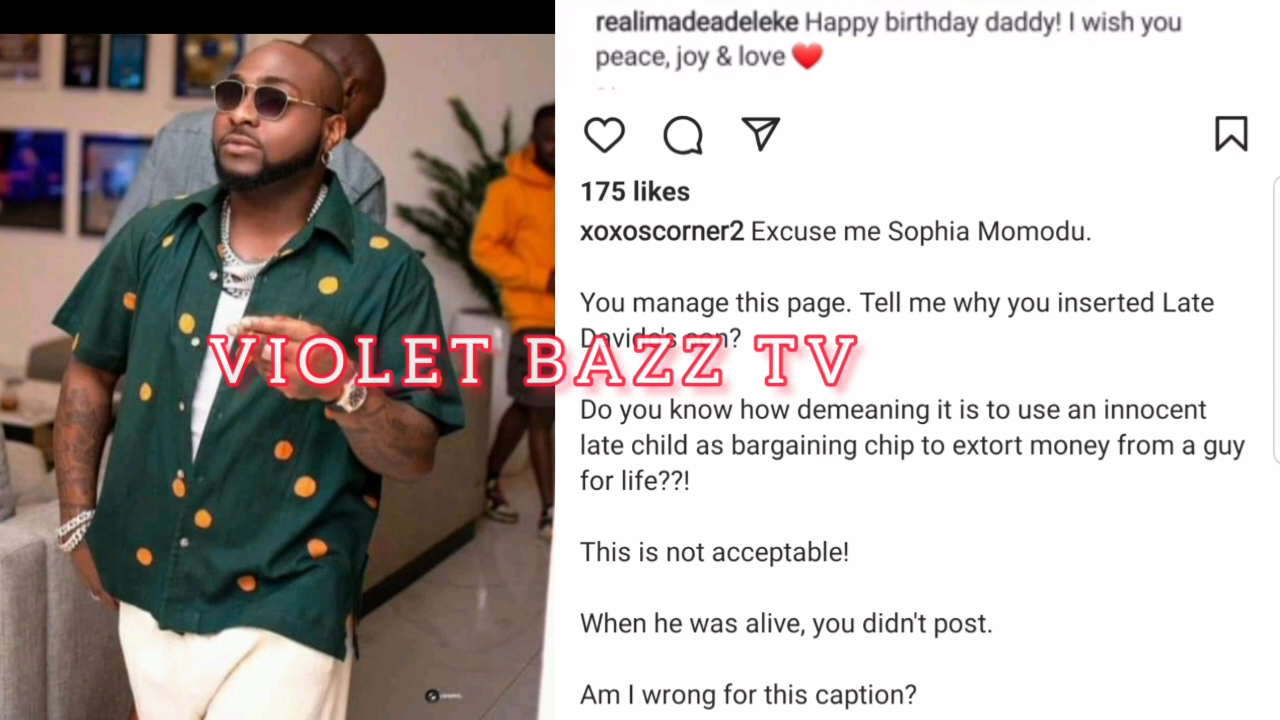 realimadeadeleke Happy birthday daddy! I wish you
peace, joy & love ❤️
175 likes
xoxoscorner2 Excuse me Sophia Momodu.
You manage this page. Tell me why you inserted Late
Davido's son?
VIOLET BAZZ TV
Do you know how demeaning it is to use an innocent
late child as bargaining chip to extort money from a guy
for life??!
This is not acceptable!
When he was alive, you didn't post.
Am I wrong for this caption?